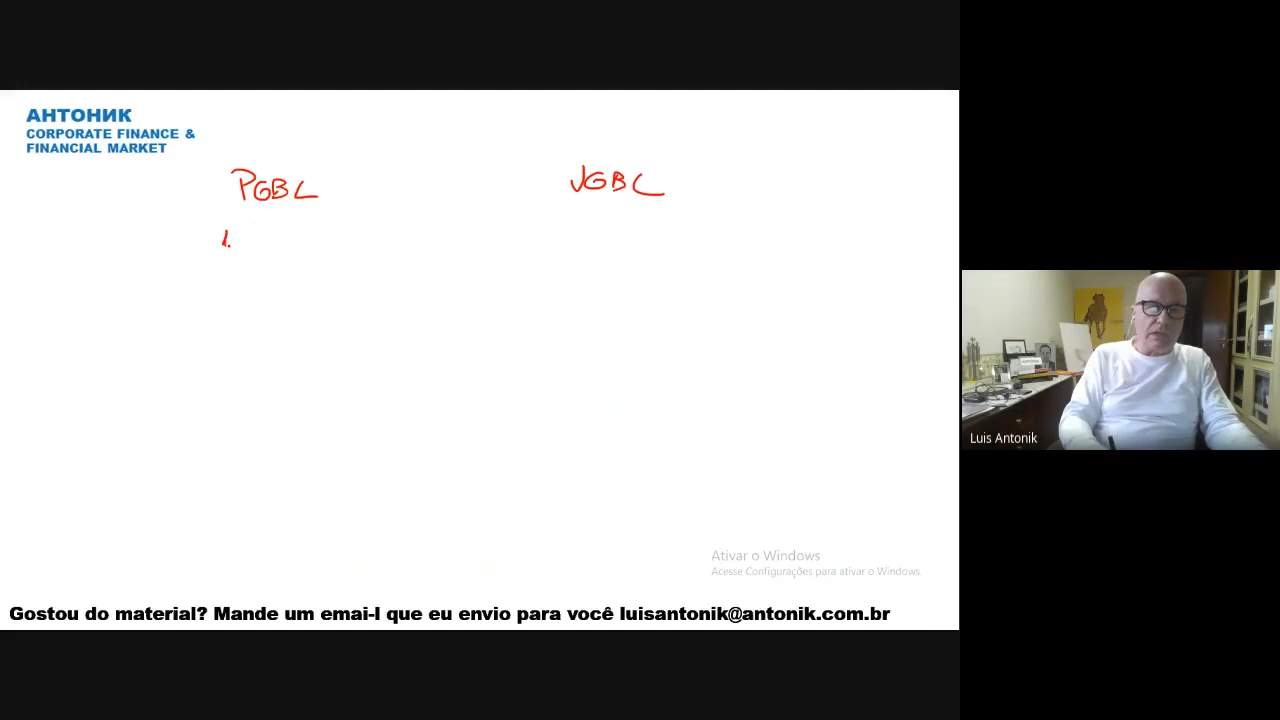 АНТОНИК
CORPORATE FINANCE &
FINANCIAL MARKET
PGBL VGBL
1.
Luis Antonik
Ativar o Windows
Acesse Configurações para ativar o Windows.
Gostou do material? Mande um emai-l que eu envio para você luisantonik@antonik.com.br